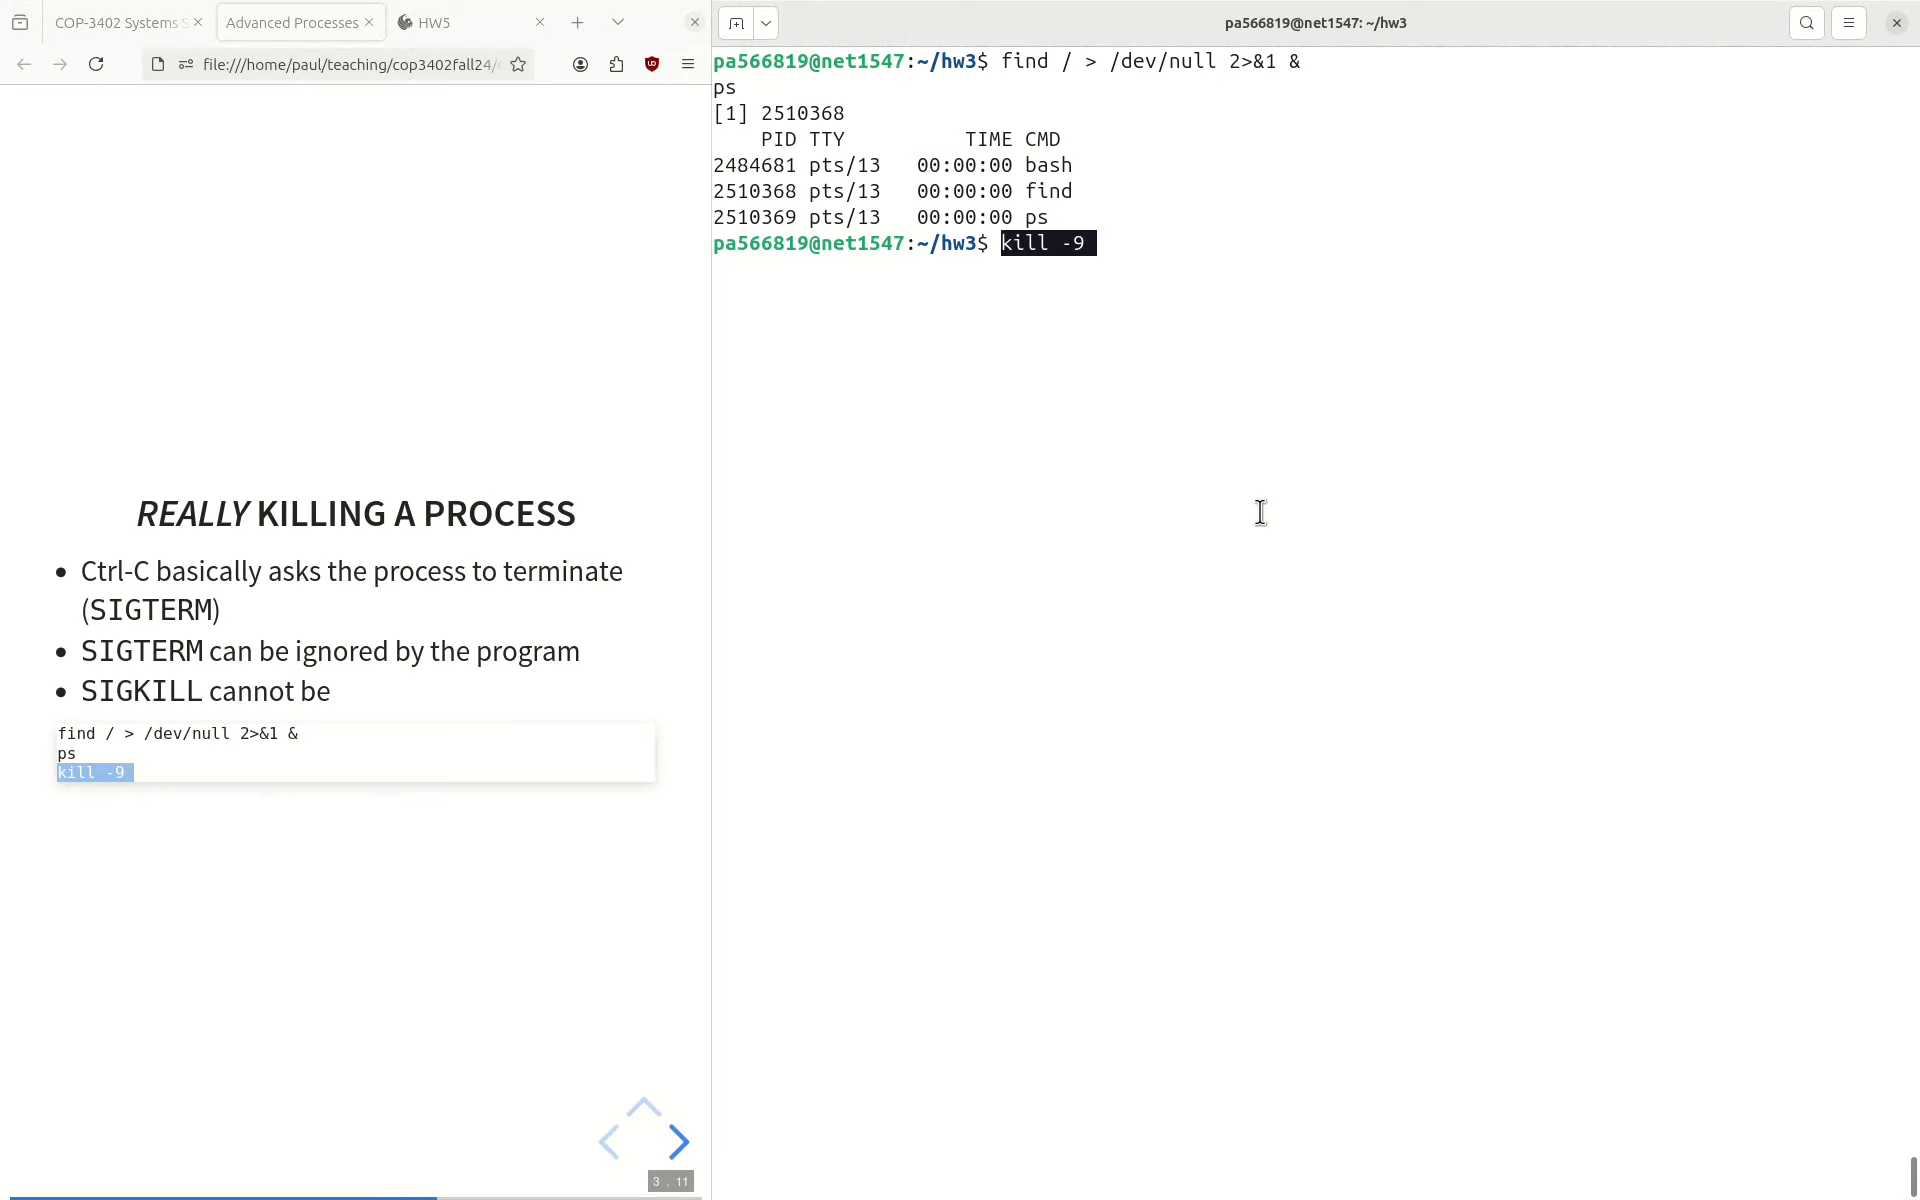 COP-3402 Systems S
Advanced Processes
HW5
file:///home/paul/teaching/cop3402fall24/
REALLY KILLING A PROCESS
Ctrl-C basically asks the process to terminate
(SIGTERM)
SIGTERM can be ignored by the program
SIGKILL cannot be
find / > /dev/null 2>&1 &
ps
kill -9
3 . 11
pa566819@net1547: ~/hw3
pa566819@net1547:~/hw3$ find / > /dev/null 2>&1 &
ps
[1] 2510368
PID TTY TIME CMD
2484681 pts/13 00:00:00 bash
2510368 pts/13 00:00:00 find
2510369 pts/13 00:00:00 ps
pa566819@net1547:~/hw3$ kill -9